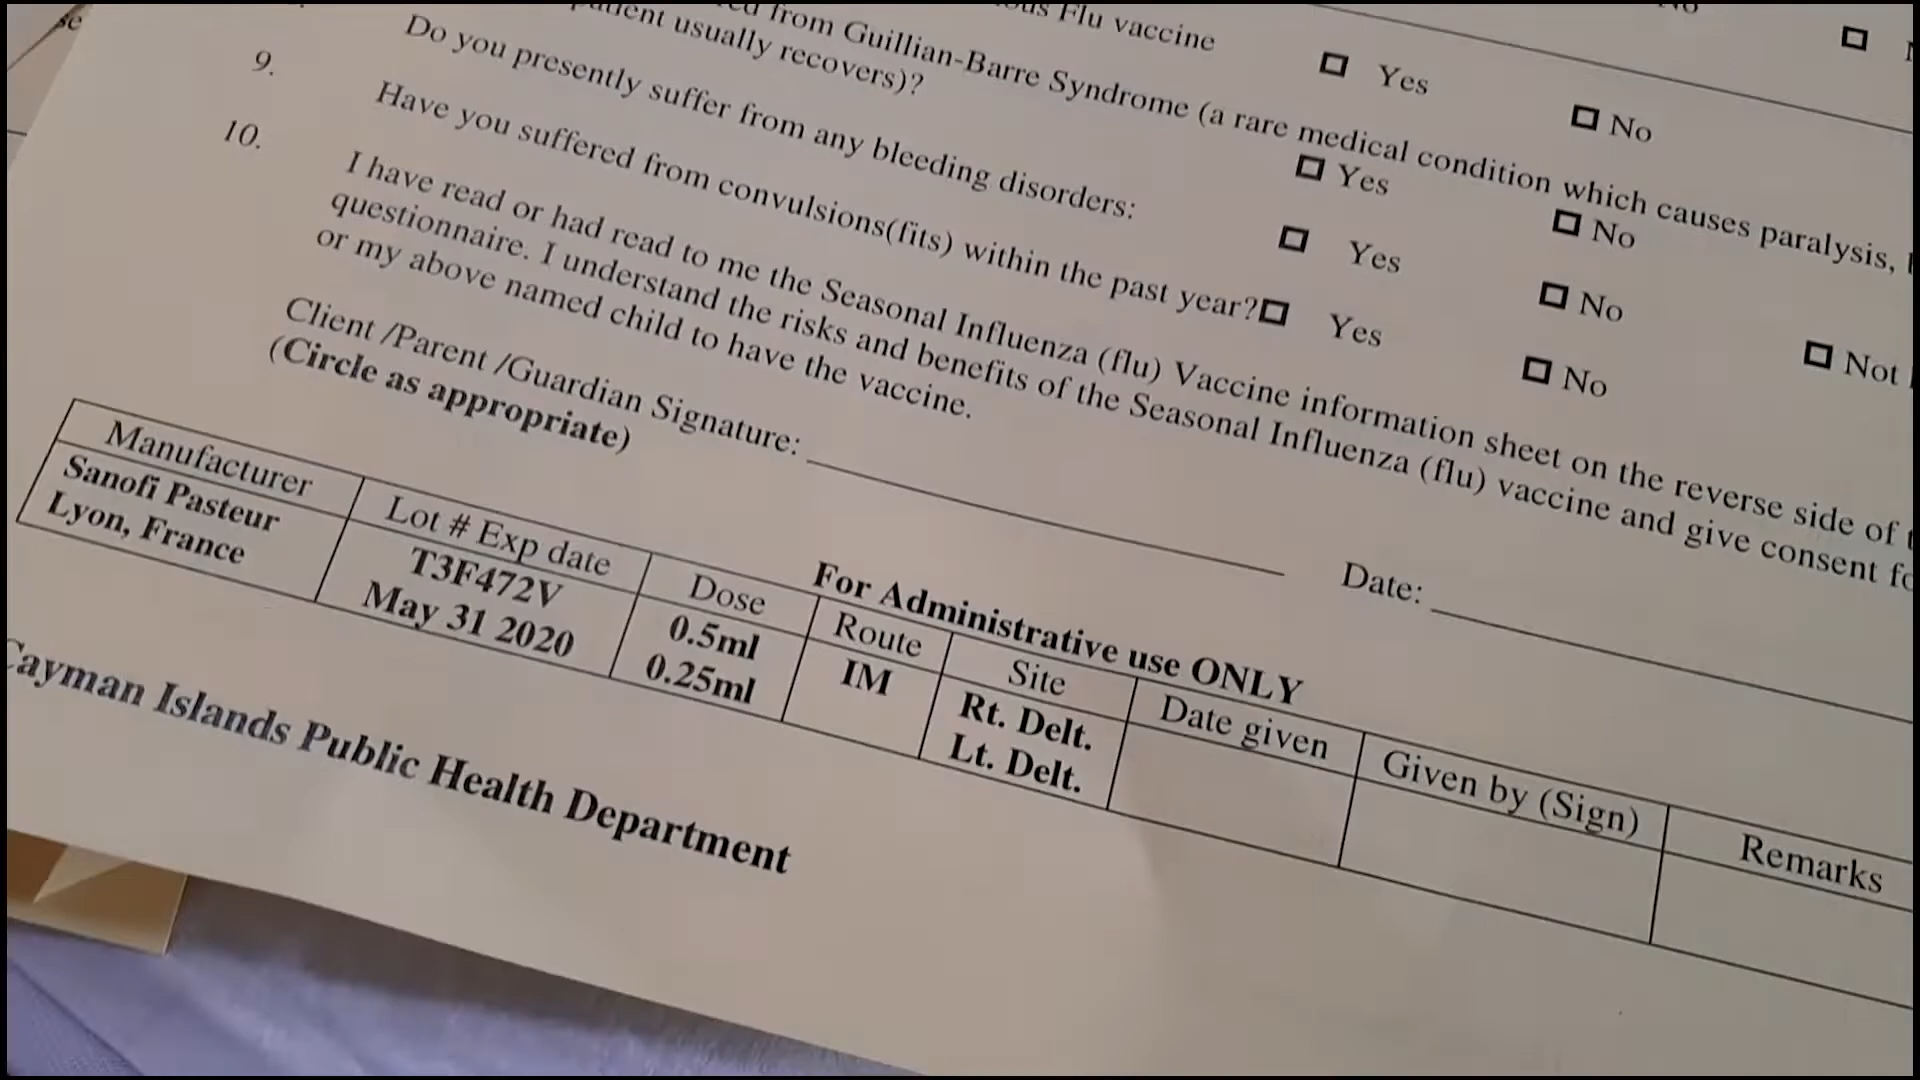 Flu vaccine
Yes
No
from Guillian-Barre Syndrome (a rare medical condition which causes paralysis,
patient usually recovers)?
Yes
No
9. Do you presently suffer from any bleeding disorders:
Yes
No
10. Have you suffered from convulsions(fits) within the past year?
Yes
No
Not
I have read or had read to me the Seasonal Influenza (flu) Vaccine information sheet on the reverse side of
questionnaire. I understand the risks and benefits of the Seasonal Influenza (flu) vaccine and give consent
or my above named child to have the vaccine.
Client /Parent /Guardian Signature: Date:
(Circle as appropriate)
For Administrative use ONLY
Manufacturer Lot # Exp date Dose Route Site Date given Given by (Sign) Remarks
Sanofi Pasteur T3F472V 0.5ml IM Rt. Delt.
Lyon, France May 31 2020 0.25ml Lt. Delt.
Cayman Islands Public Health Department